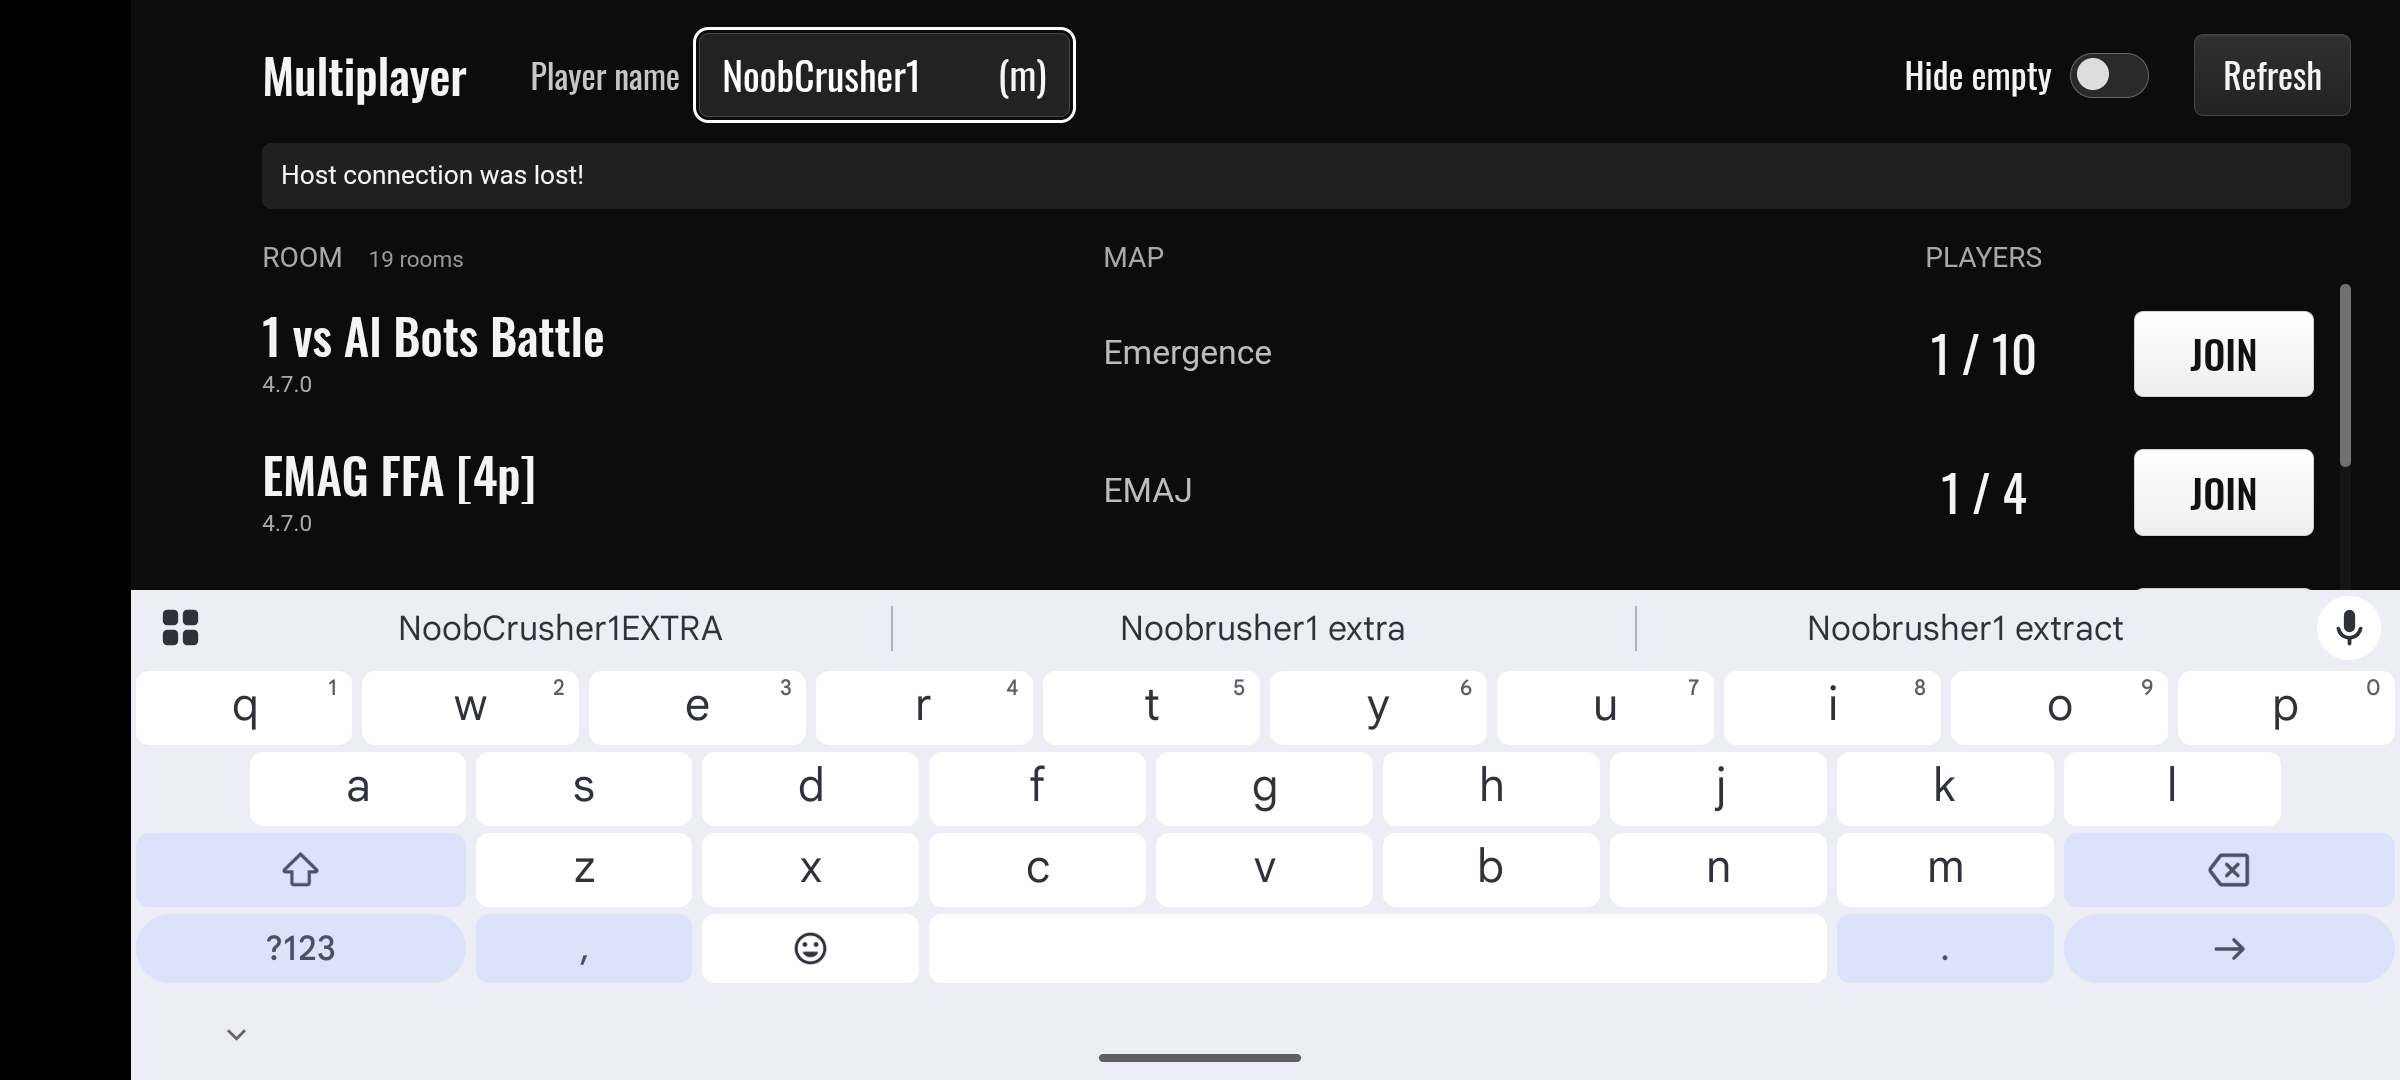 Multiplayer Player name NoobCrusher1 (m) Hide empty Refresh
Host connection was lost!
ROOM 19 rooms MAP PLAYERS
1 vs AI Bots Battle Emergence 1 / 10 JOIN
4.7.0
EMAG FFA [4p] EMAJ 1 / 4 JOIN
4.7.0
NoobCrusher1EXTRA Noobrusher1 extra Noobrusher1 extract
q 1 w 2 e 3 r 4 t 5 y 6 u 7 i 8 o 9 p 0
a s d f g h j k l
z x c v b n m
?123 , .